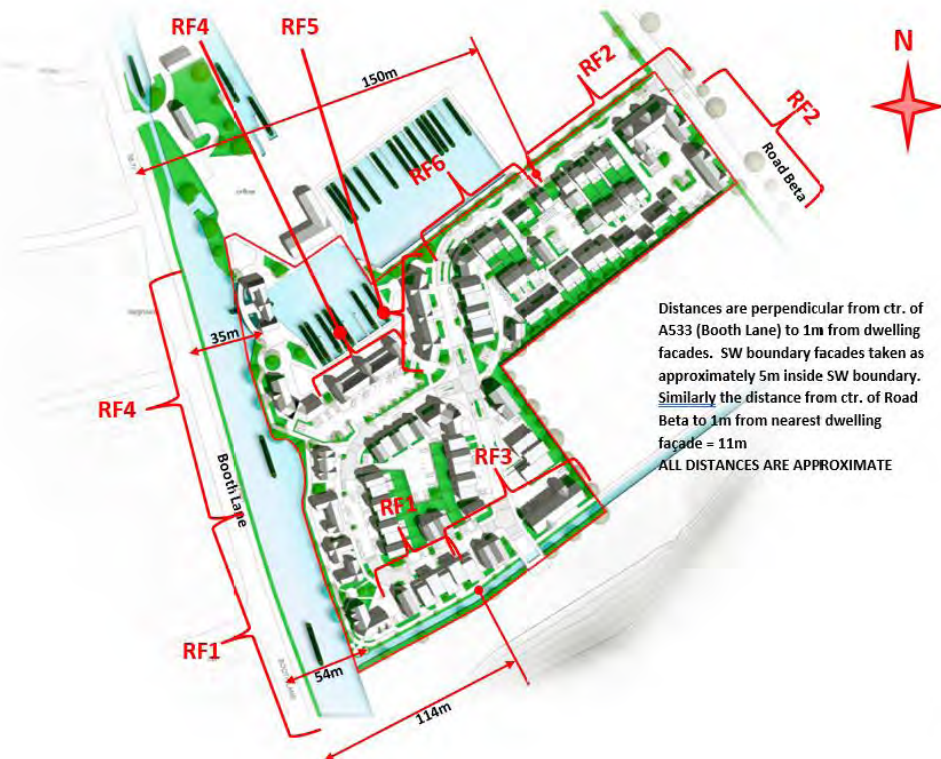 RF4
RF5
150m
RF2
N
RF2
Road Beta
RF6
35m
RF4
Distances are perpendicular from ctr. of
A533 (Booth Lane) to 1m from dwelling
facades. SW boundary facades taken as
approximately 5m inside SW boundary.
Similarly the distance from ctr. of Road
Beta to 1m from nearest dwelling
façade = 11m
ALL DISTANCES ARE APPROXIMATE
Booth Lane
RF3
RF1
RF1
54m
114m